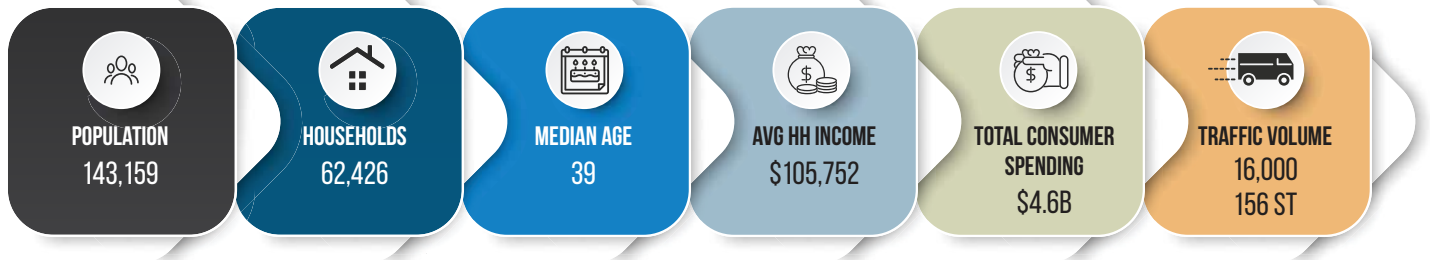 POPULATION
143,159
HOUSEHOLDS
62,426
MEDIAN AGE
39
AVG HH INCOME
$105,752
TOTAL CONSUMER
SPENDING
$4.6B
TRAFFIC VOLUME
16,000
156 ST